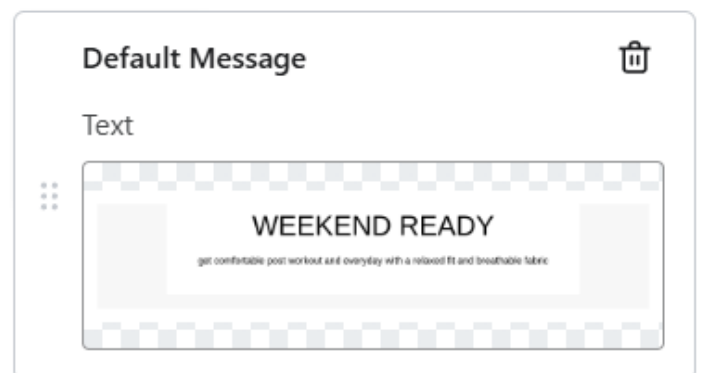 Default Message
Text
WEEKEND READY
get comfortable post workout and everyday with a relaxed fit and breathable fabric